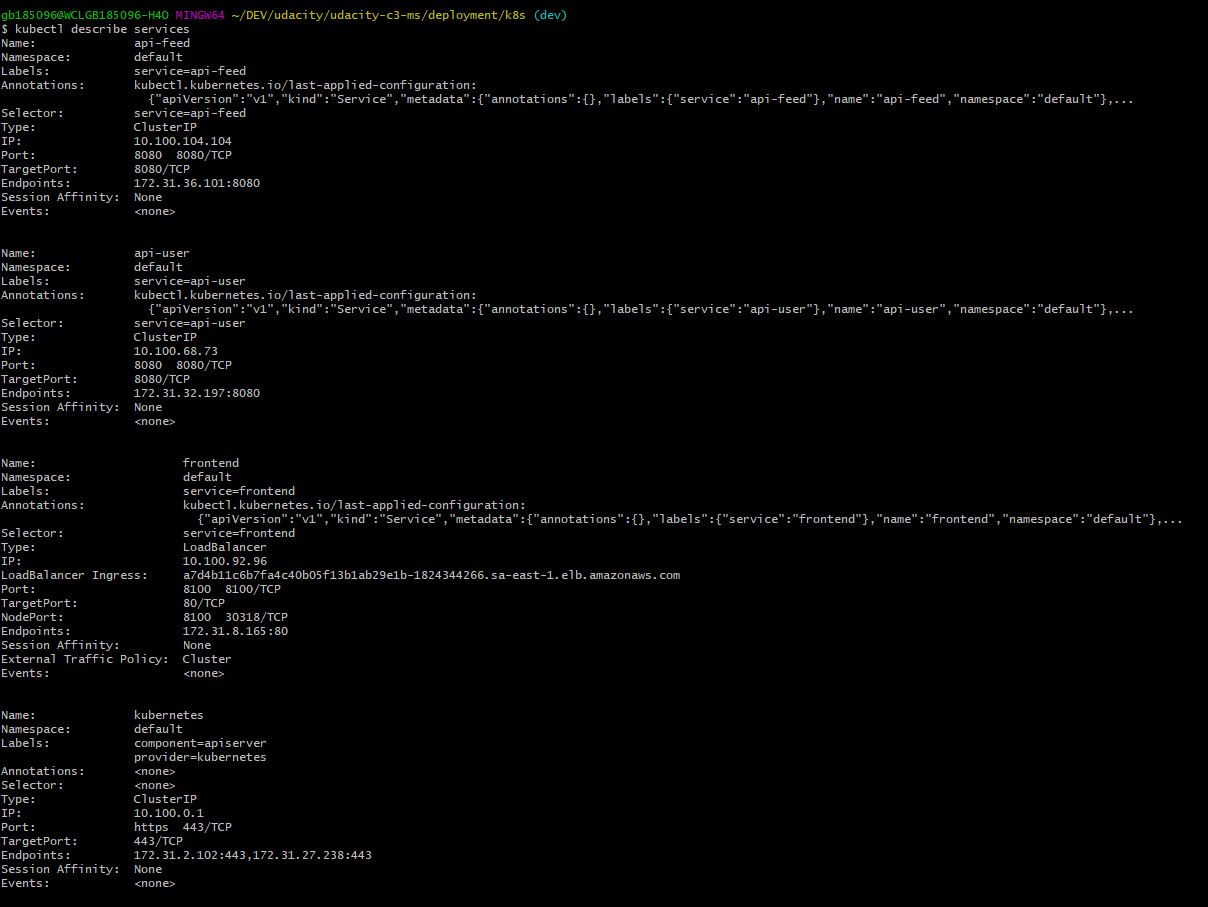 gb185096@WCLGB185096-H4O MINGW64 ~/DEV/udacity/udacity-c3-ms/deployment/k8s (dev)
$ kubectl describe services
Name:              api-feed
Namespace:         default
Labels:            service=api-feed
Annotations:       kubectl.kubernetes.io/last-applied-configuration:
                     {"apiVersion":"v1","kind":"Service","metadata":{"annotations":{},"labels":{"service":"api-feed"},"name":"api-feed","namespace":"default"},...
Selector:          service=api-feed
Type:              ClusterIP
IP:                10.100.104.104
Port:              8080  8080/TCP
TargetPort:        8080/TCP
Endpoints:         172.31.36.101:8080
Session Affinity:  None
Events:            <none>

Name:              api-user
Namespace:         default
Labels:            service=api-user
Annotations:       kubectl.kubernetes.io/last-applied-configuration:
                     {"apiVersion":"v1","kind":"Service","metadata":{"annotations":{},"labels":{"service":"api-user"},"name":"api-user","namespace":"default"},...
Selector:          service=api-user
Type:              ClusterIP
IP:                10.100.68.73
Port:              8080  8080/TCP
TargetPort:        8080/TCP
Endpoints:         172.31.32.197:8080
Session Affinity:  None
Events:            <none>

Name:                     frontend
Namespace:                default
Labels:                   service=frontend
Annotations:              kubectl.kubernetes.io/last-applied-configuration:
                            {"apiVersion":"v1","kind":"Service","metadata":{"annotations":{},"labels":{"service":"frontend"},"name":"frontend","namespace":"default"},...
Selector:                 service=frontend
Type:                     LoadBalancer
IP:                       10.100.92.96
LoadBalancer Ingress:     a7d4b11c6b7fa4c40b05f13b1ab29e1b-1824344266.sa-east-1.elb.amazonaws.com
Port:                     8100  8100/TCP
TargetPort:               80/TCP
NodePort:                 8100  30318/TCP
Endpoints:                172.31.8.165:80
Session Affinity:         None
External Traffic Policy:  Cluster
Events:                   <none>

Name:              kubernetes
Namespace:         default
Labels:            component=apiserver
                   provider=kubernetes
Annotations:       <none>
Selector:          <none>
Type:              ClusterIP
IP:                10.100.0.1
Port:              https  443/TCP
TargetPort:        443/TCP
Endpoints:         172.31.2.102:443,172.31.27.238:443
Session Affinity:  None
Events:            <none>